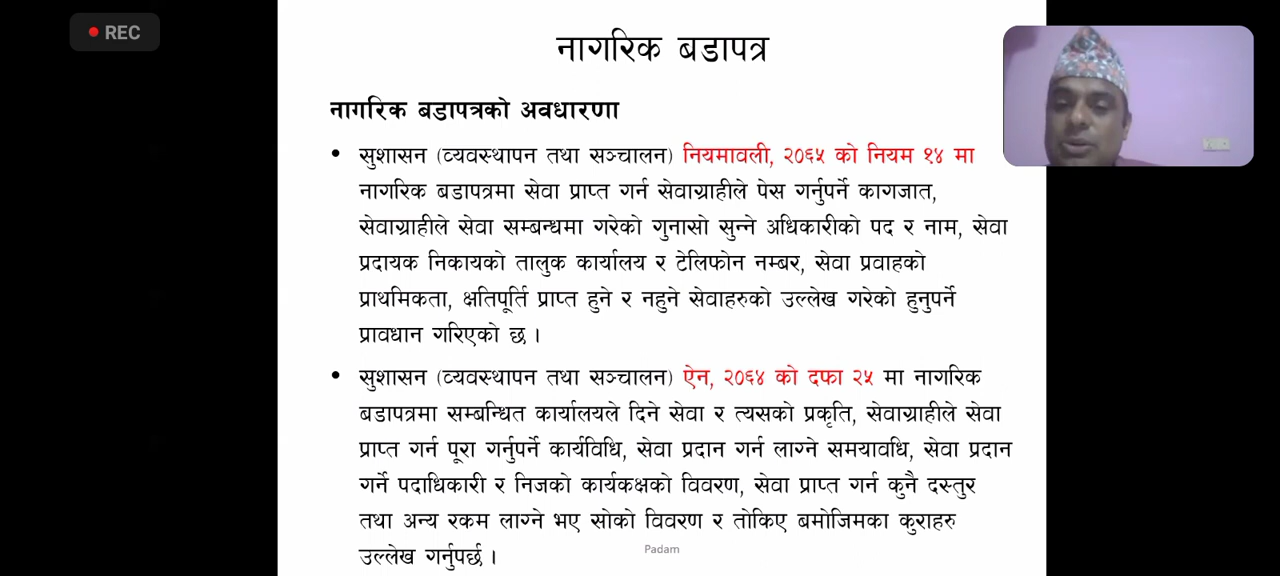 REC
नागरिक बडापत्र
नागरिक बडापत्रको अवधारणा
• सुशासन (व्यवस्थापन तथा सञ्चालन) नियमावली, २०६५ को नियम १४ मा
नागरिक बडापत्रमा सेवा प्राप्त गर्न सेवाग्राहीले पेस गर्नुपर्ने कागजात,
सेवाग्राहीले सेवा सम्बन्धमा गरेको गुनासो सुन्ने अधिकारीको पद र नाम, सेवा
प्रदायक निकायको तालुक कार्यालय र टेलिफोन नम्बर, सेवा प्रवाहको
प्राथमिकता, क्षतिपूर्ति प्राप्त हुने र नहुने सेवाहरुको उल्लेख गरेको हुनुपर्ने
प्रावधान गरिएको छ ।
• सुशासन (व्यवस्थापन तथा सञ्चालन) ऐन, २०६४ को दफा २५ मा नागरिक
बडापत्रमा सम्बन्धित कार्यालयले दिने सेवा र त्यसको प्रकृति, सेवाग्राहीले सेवा
प्राप्त गर्न पूरा गर्नुपर्ने कार्यविधि, सेवा प्रदान गर्न लाग्ने समयावधि, सेवा प्रदान
गर्ने पदाधिकारी र निजको कार्यकक्षको विवरण, सेवा प्राप्त गर्न कुनै दस्तुर
तथा अन्य रकम लाग्ने भए सोको विवरण र तोकिए बमोजिमका कुराहरु
उल्लेख गर्नुपर्छ ।
Padam